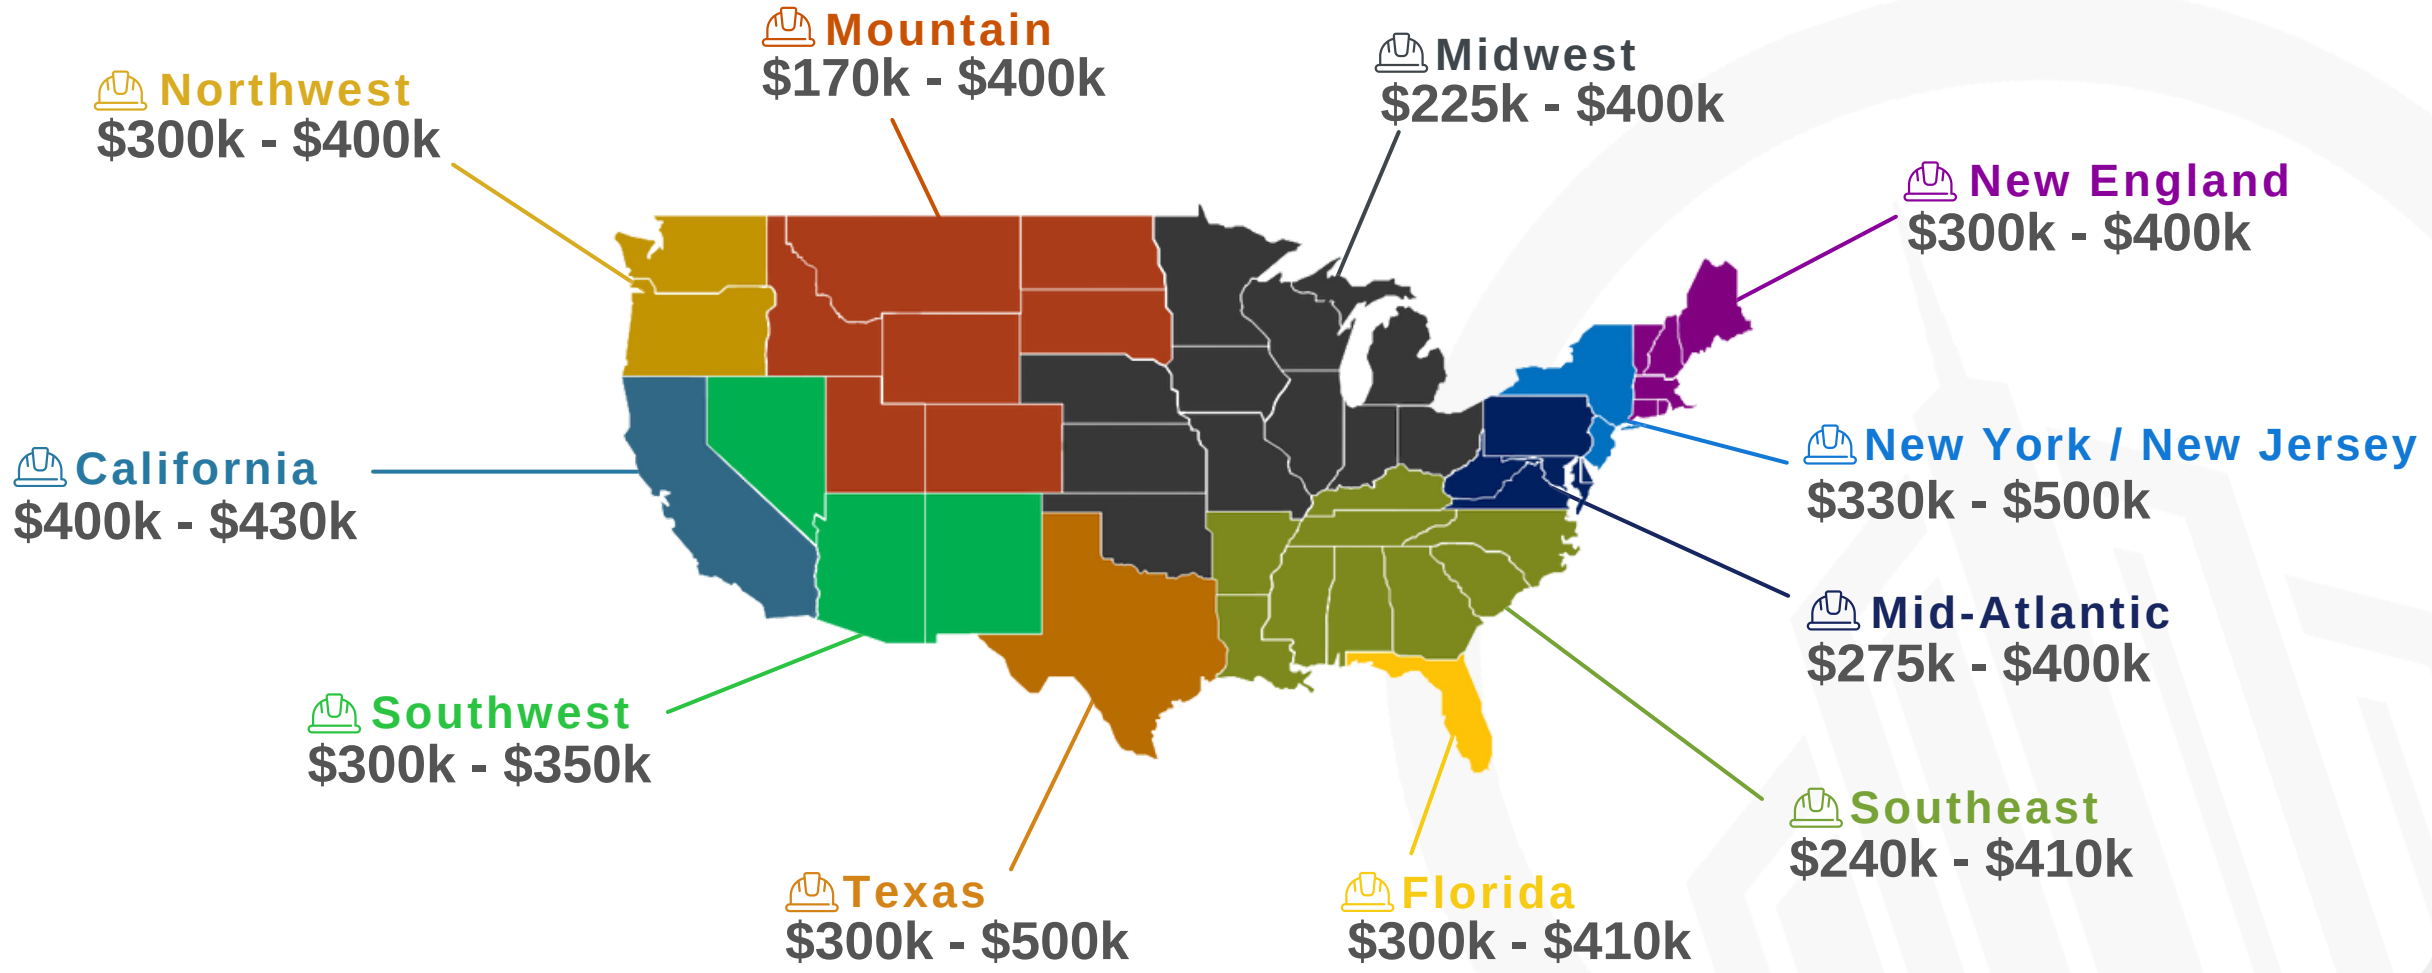 Mountain
$170k - $400k
Midwest
$225k - $400k
Northwest
$300k - $400k
New England
$300k - $400k
California
$400k - $430k
New York / New Jersey
$330k - $500k
Mid-Atlantic
$275k - $400k
Southwest
$300k - $350k
Southeast
$240k - $410k
Texas
$300k - $500k
Florida
$300k - $410k